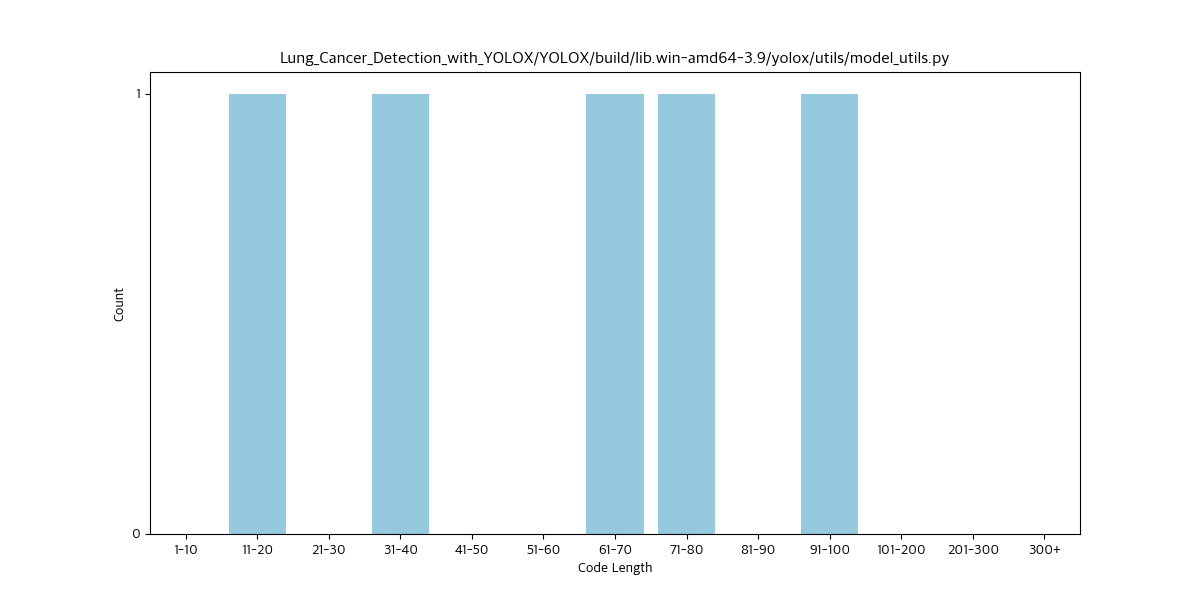 Lung_Cancer_Detection_with_YOLOX/YOLOX/build/lib.win-amd64-3.9/yolox/utils/model_utils.py
1
Count
0
1-10 11-20 21-30 31-40 41-50 51-60 61-70 71-80 81-90 91-100 101-200 201-300 300+
Code Length